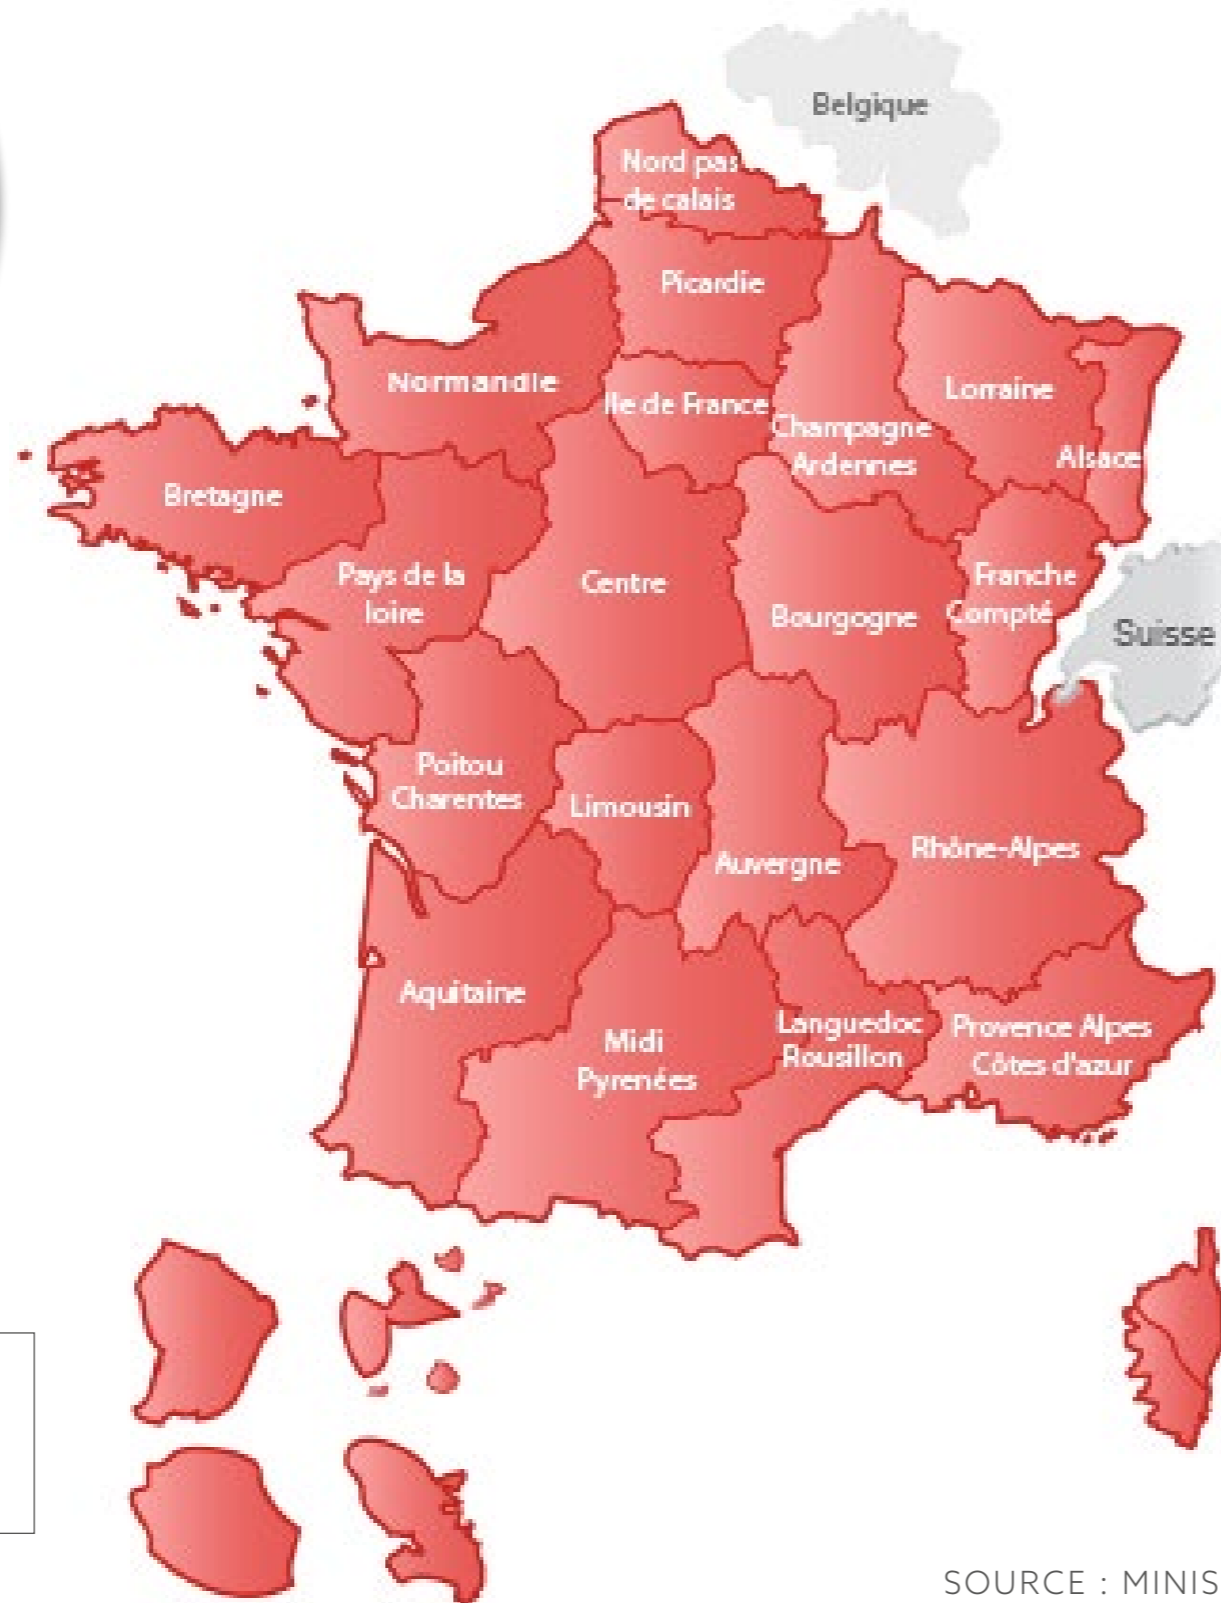 Belgique
Nord pas
de calais
Picardie
Normandie
Ile de France
Lorraine
Champagne
Ardennes
Alsace
Bretagne
Pays de la
loire
Centre
Franche
Compté
Bourgogne
Suisse
Poitou
Charentes
Limousin
Auvergne
Rhône-Alpes
Aquitaine
Midi
Pyrenées
Languedoc
Rousillon
Provence Alpes
Côtes d'azur
SOURCE : MINIS